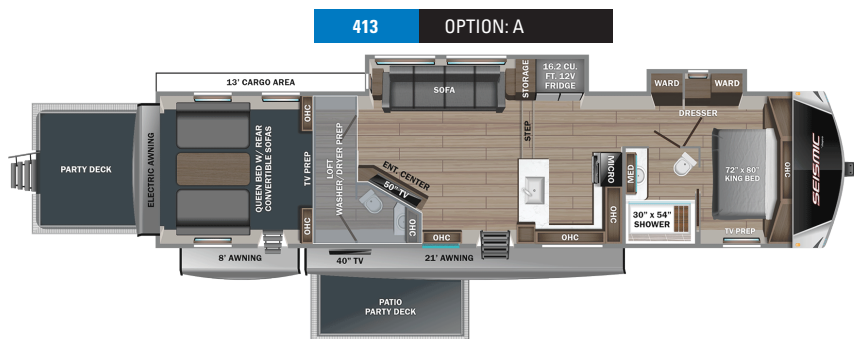 413
OPTION: A
13' CARGO AREA
PARTY DECK
ELECTRIC AWNING
QUEEN BED W/ REAR
CONVERTIBLE SOFAS
OHC
TV PREP
OHC
LOFT
WASHER/DRYER PREP
SOFA
STORAGE
16.2 CU.
FT. 12V
FRIDGE
STEP
ENT. CENTER
50" TV
OHC
OHC
MICRO
OHC
OHC
MED
WARD
WARD
DRESSER
72" x 80"
KING BED
OHC
30" x 54"
SHOWER
TV PREP
SEISMIC
8' AWNING
40" TV
21' AWNING
PATIO
PARTY DECK